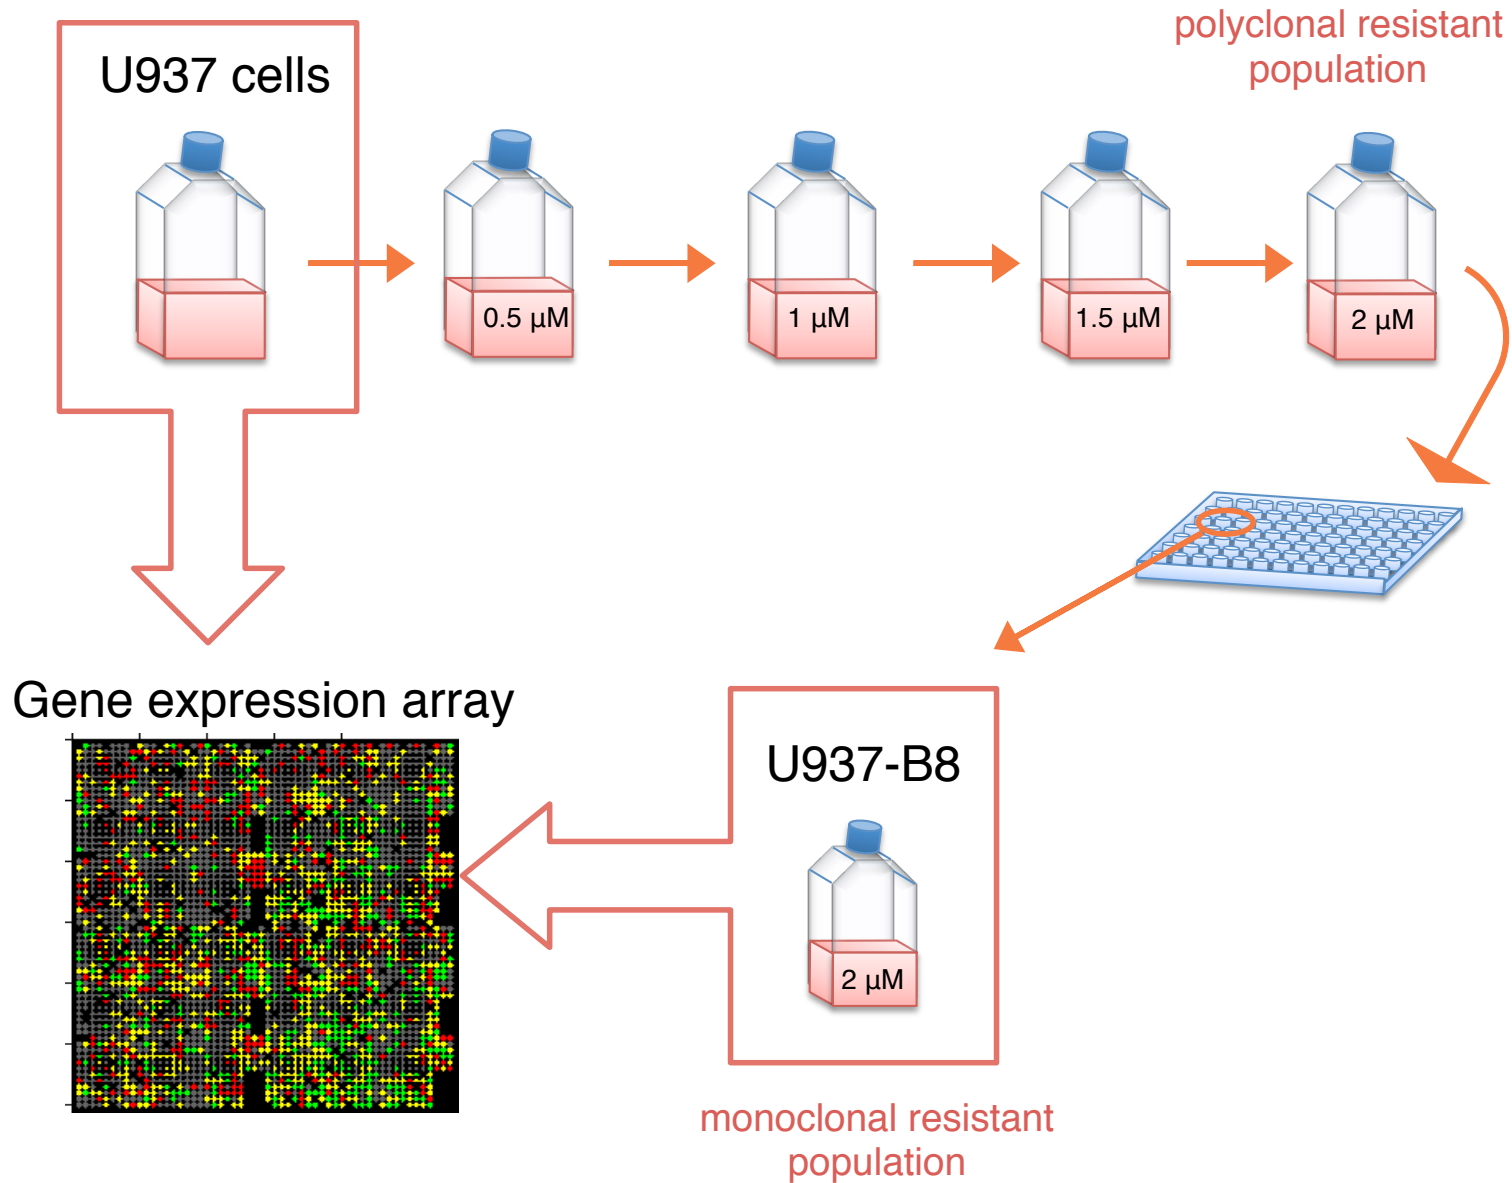 polyclonal resistant
population
U937 cells
0.5 µM
1 µM
1.5 µM
2 µM
Gene expression array
U937-B8
2 µM
monoclonal resistant
population